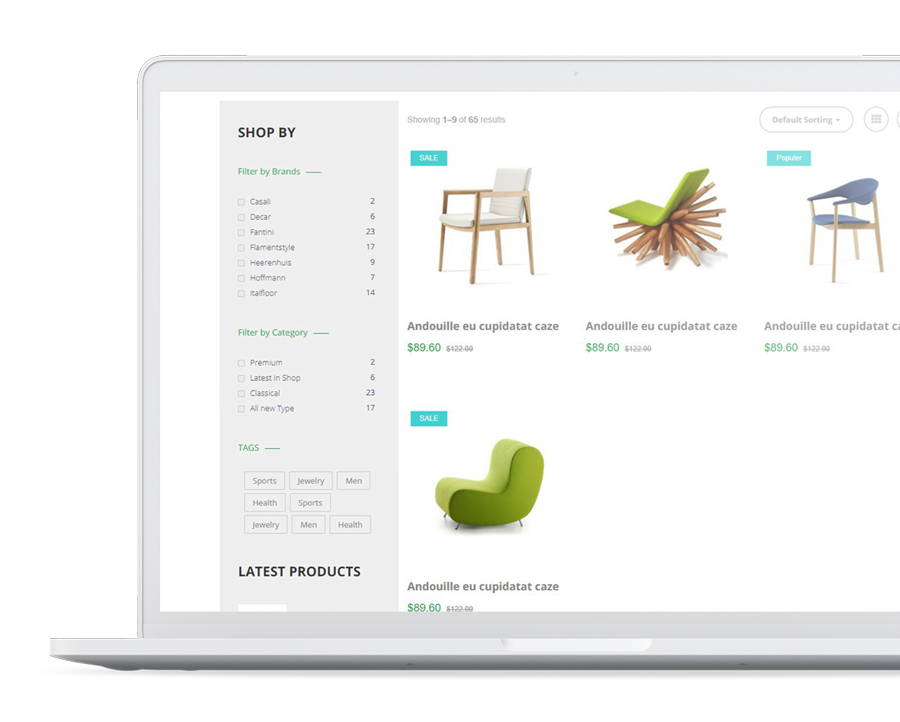 SHOP BY
Filter by Brands
Casali 2
Decar 6
Fantini 23
Flamentstyle 17
Heerenhuis 9
Hoffmann 7
Italfloor 14
Filter by Category
Premium 2
Latest in Shop 6
Classical 23
All new Type 17
TAGS
Sports Jewelry Men
Health Sports
Jewelry Men Health
LATEST PRODUCTS
Showing 1–9 of 65 results
Default Sorting
SALE
Populer
Andouille eu cupidatat caze
$89.60 $122.00
Andouille eu cupidatat caze
$89.60 $122.00
Andouille eu cupidatat ca
$89.60 $122.00
SALE
Andouille eu cupidatat caze
$89.60 $122.00